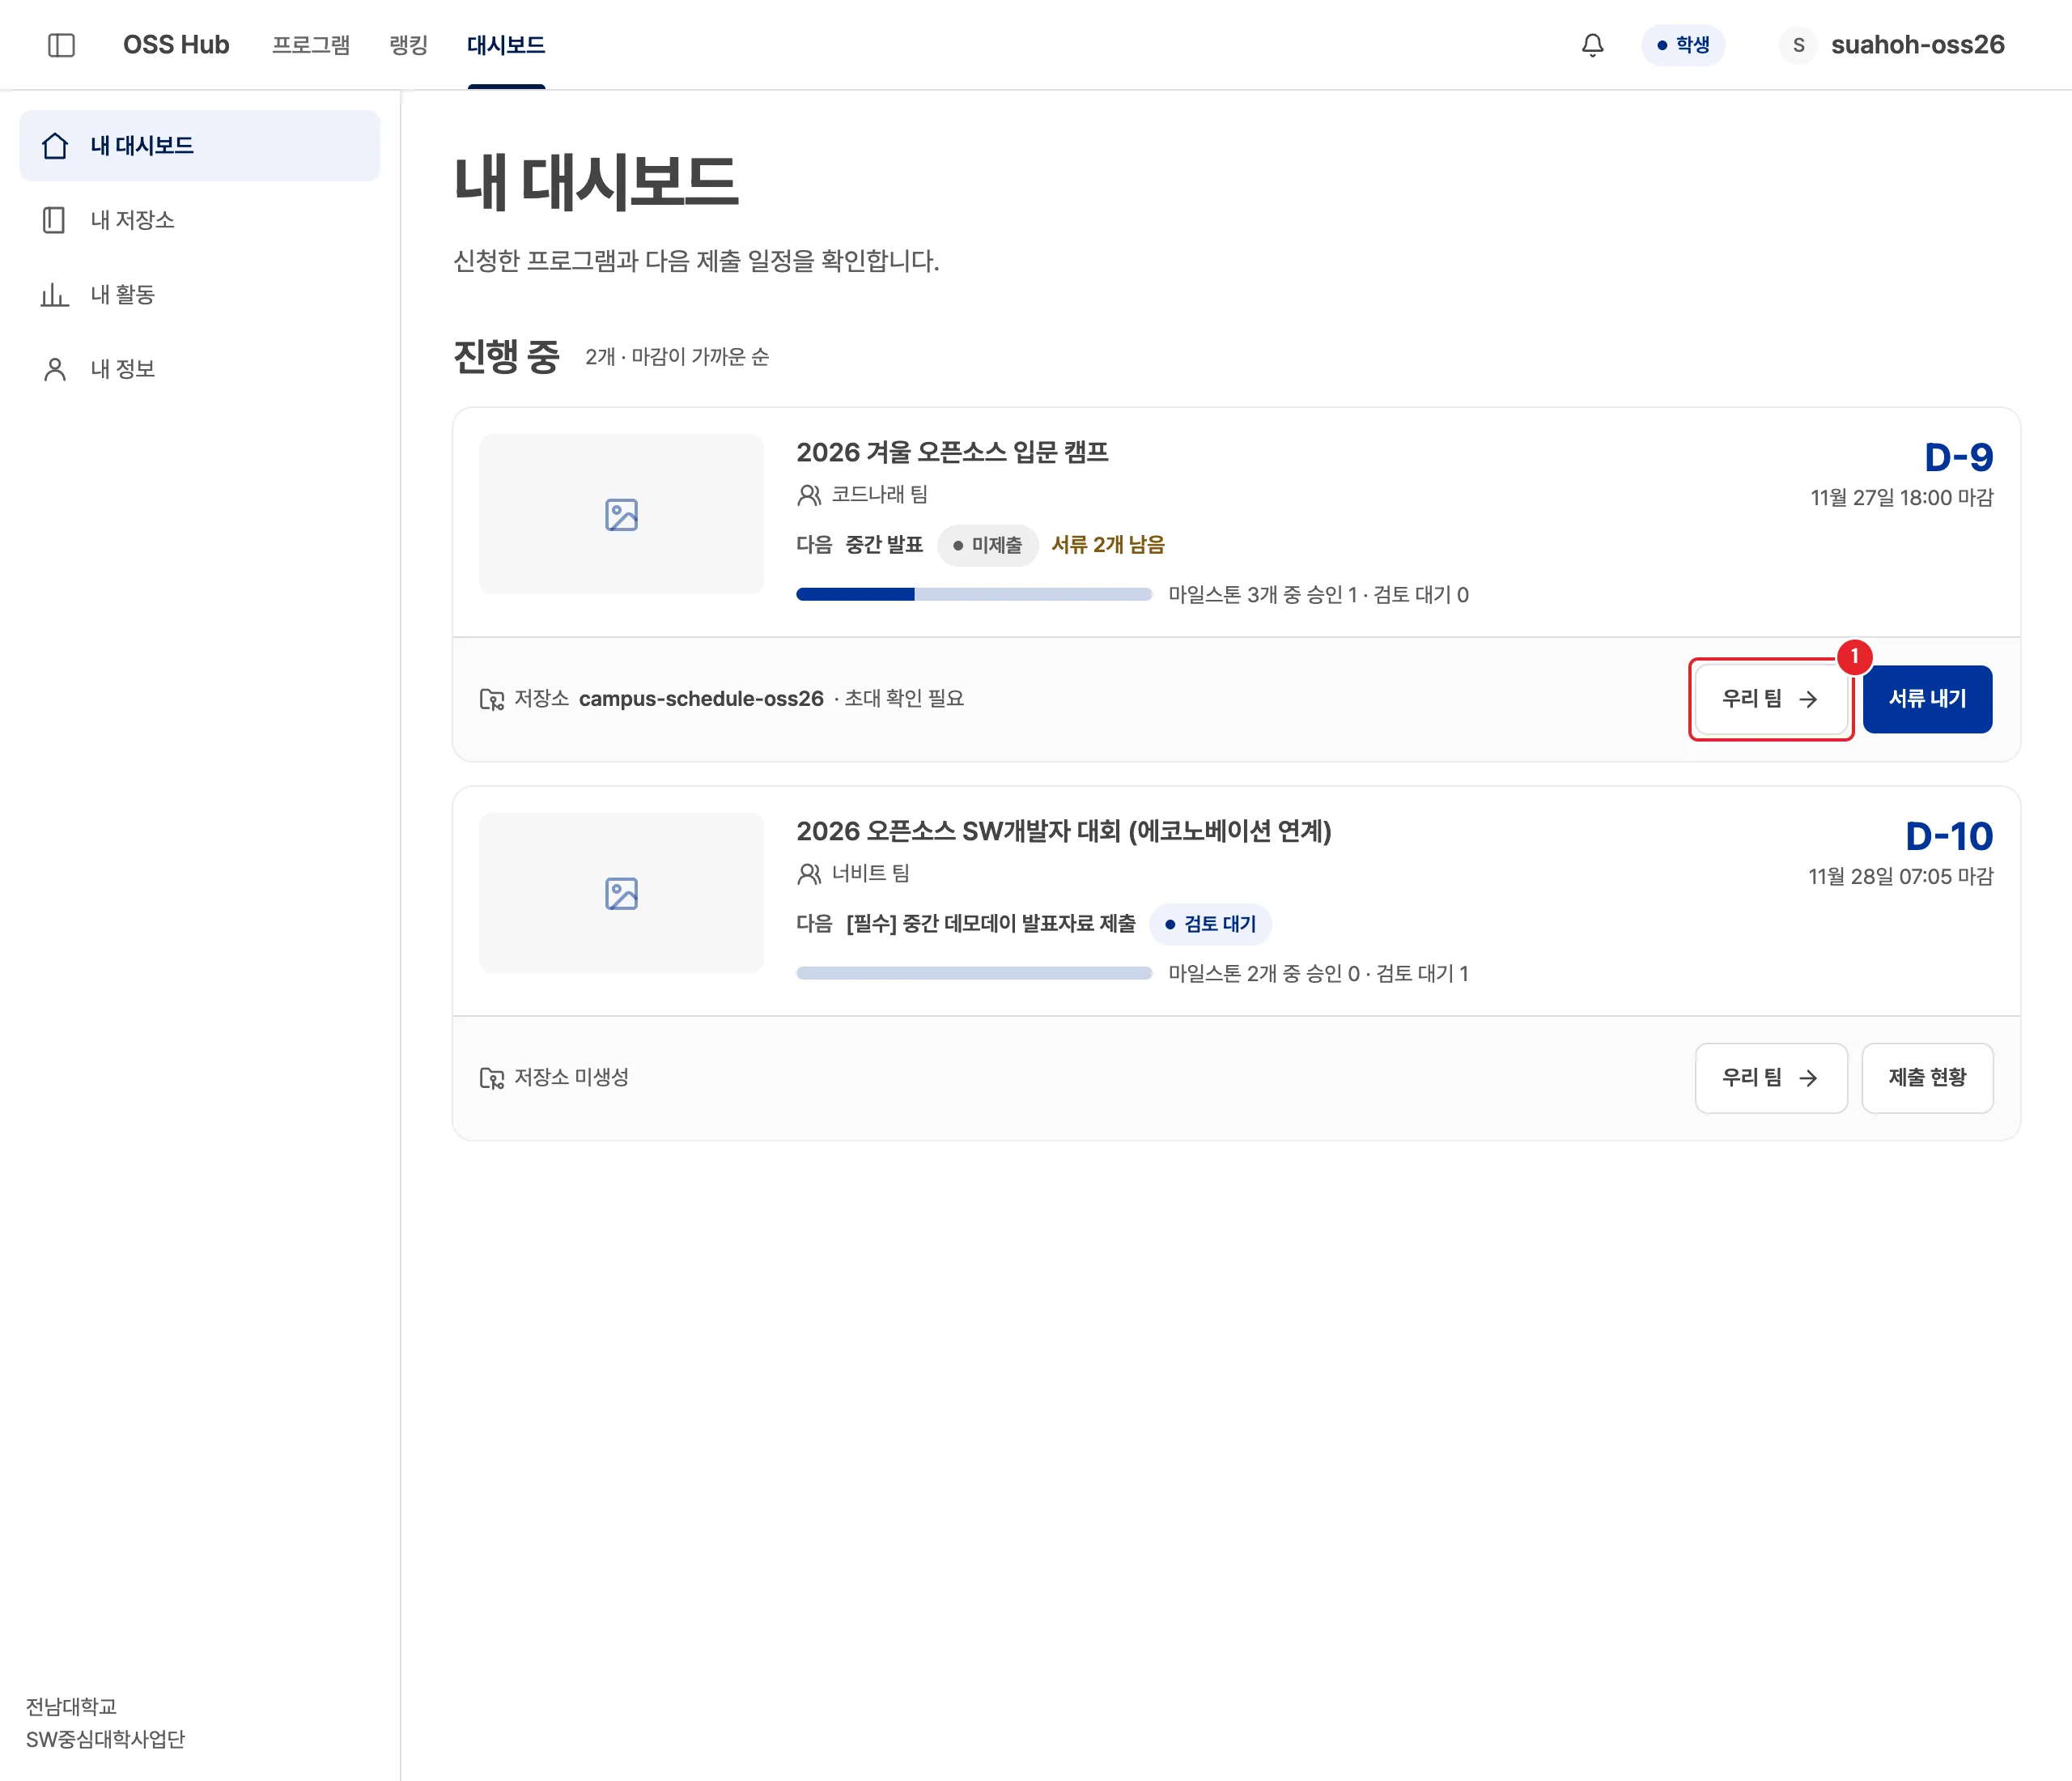 OSS Hub 프로그램 랭킹 대시보드 학생 S suahoh-oss26
내 대시보드
내 저장소
내 활동
내 정보
내 대시보드
신청한 프로그램과 다음 제출 일정을 확인합니다.
진행 중 2개 · 마감이 가까운 순
2026 겨울 오픈소스 입문 캠프 D-9
코드나래 팀 11월 27일 18:00 마감
다음 중간 발표 미제출 서류 2개 남음
마일스톤 3개 중 승인 1 · 검토 대기 0
1
저장소 campus-schedule-oss26 · 초대 확인 필요 우리 팀 → 서류 내기
2026 오픈소스 SW개발자 대회 (에코노베이션 연계) D-10
너비트 팀 11월 28일 07:05 마감
다음 [필수] 중간 데모데이 발표자료 제출 검토 대기
마일스톤 2개 중 승인 0 · 검토 대기 1
저장소 미생성 우리 팀 → 제출 현황
전남대학교
SW중심대학사업단